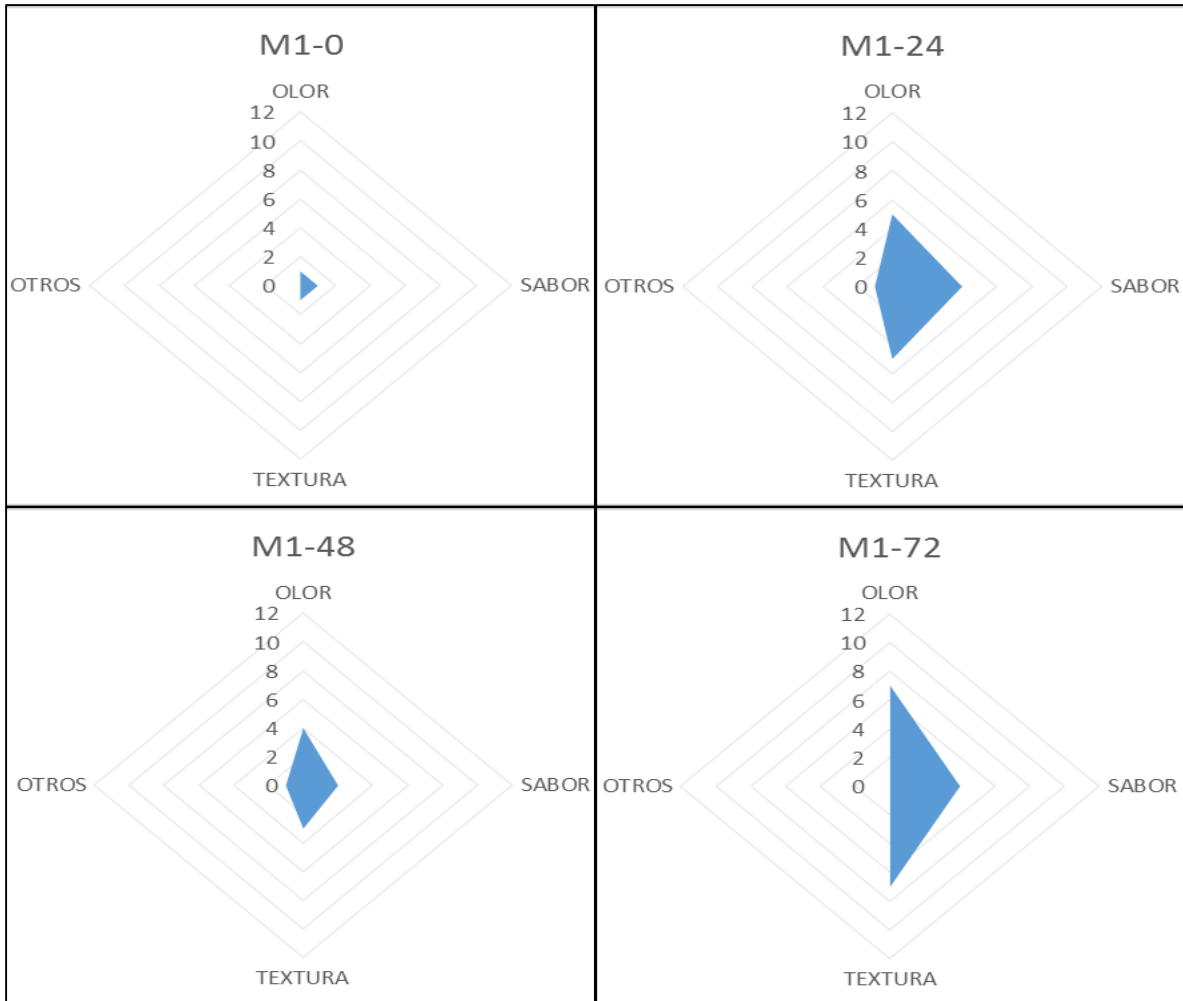 M1-0
OLOR
12
10
8
6
4
2
0
OTROS
SABOR
TEXTURA
M1-24
OLOR
12
10
8
6
4
2
0
OTROS
SABOR
TEXTURA
M1-48
OLOR
12
10
8
6
4
2
0
OTROS
SABOR
TEXTURA
M1-72
OLOR
12
10
8
6
4
2
0
OTROS
SABOR
TEXTURA